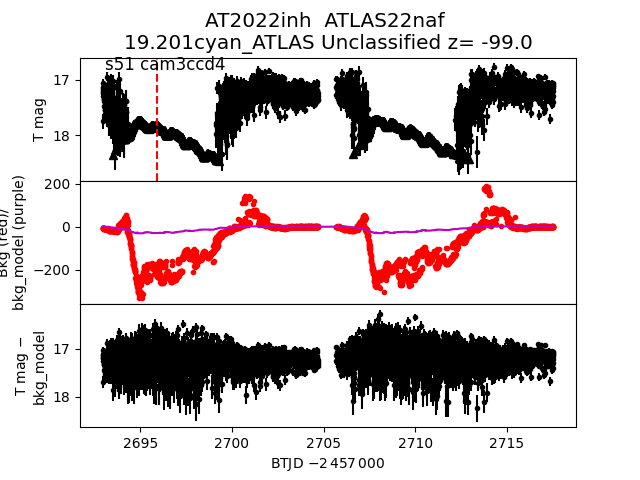 AT2022inh  ATLAS22naf
19.201cyan_ATLAS Unclassified z= -99.0
s51 cam3ccd4
17
18
T mag
200
0
−200
Bkg (red)/
bkg_model (purple)
17
18
T mag −
bkg_model
2695
2700
2705
2710
2715
BTJD −2 457 000